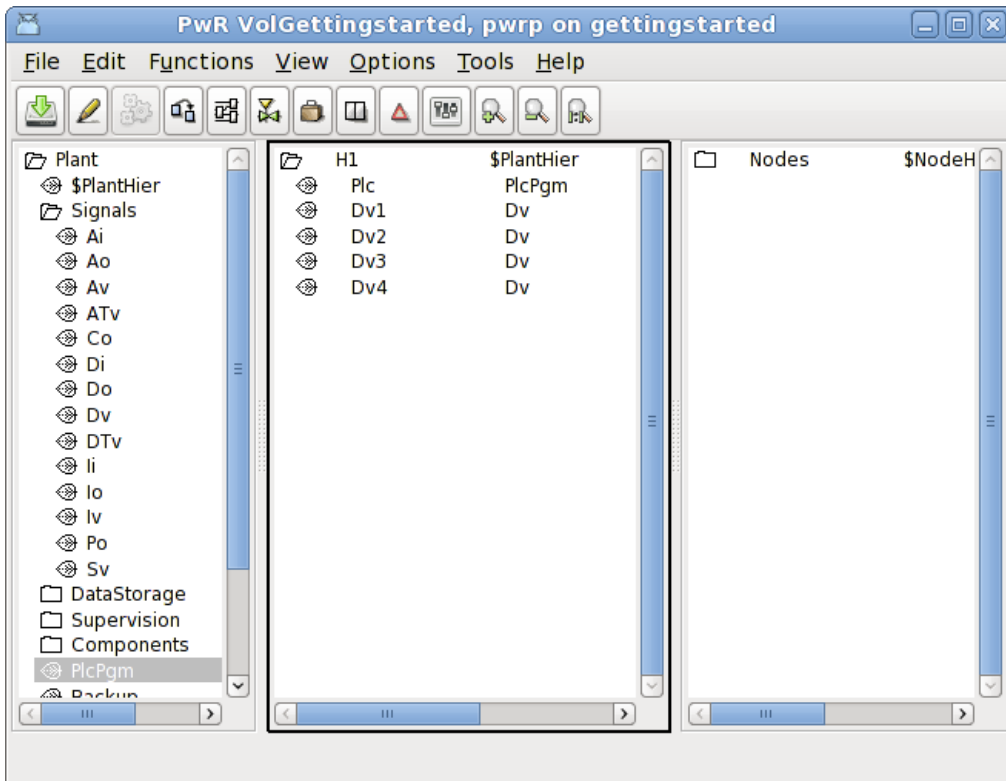 PwR VolGettingstarted, pwrp on gettingstarted
File Edit Functions View Options Tools Help
Plant
$PlantHier
Signals
Ai
Ao
Av
ATv
Co
Di
Do
Dv
DTv
Ii
Io
Iv
Po
Sv
DataStorage
Supervision
Components
PlcPgm
Backup
H1 $PlantHier
Plc PlcPgm
Dv1 Dv
Dv2 Dv
Dv3 Dv
Dv4 Dv
Nodes $NodeH